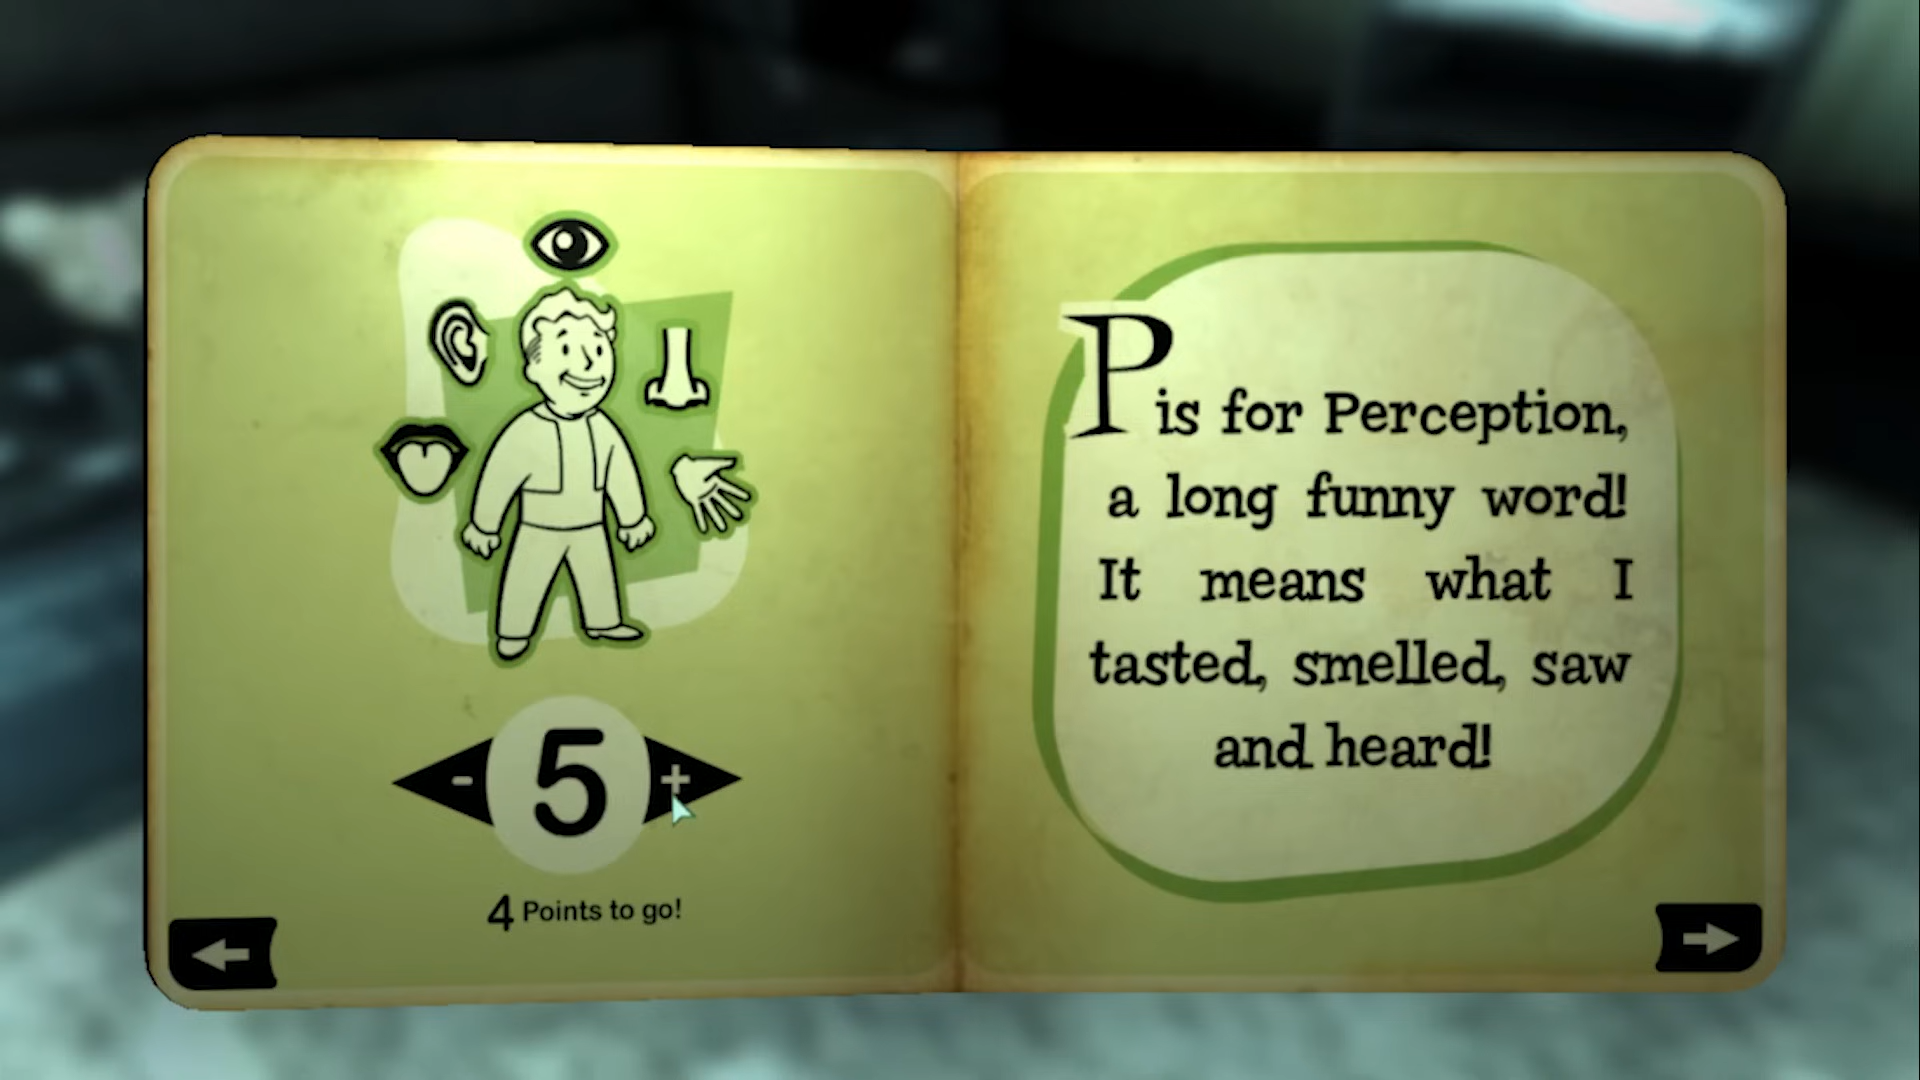 - 5 +
4 Points to go!
P is for Perception,
a long funny word!
It means what I
tasted, smelled, saw
and heard!